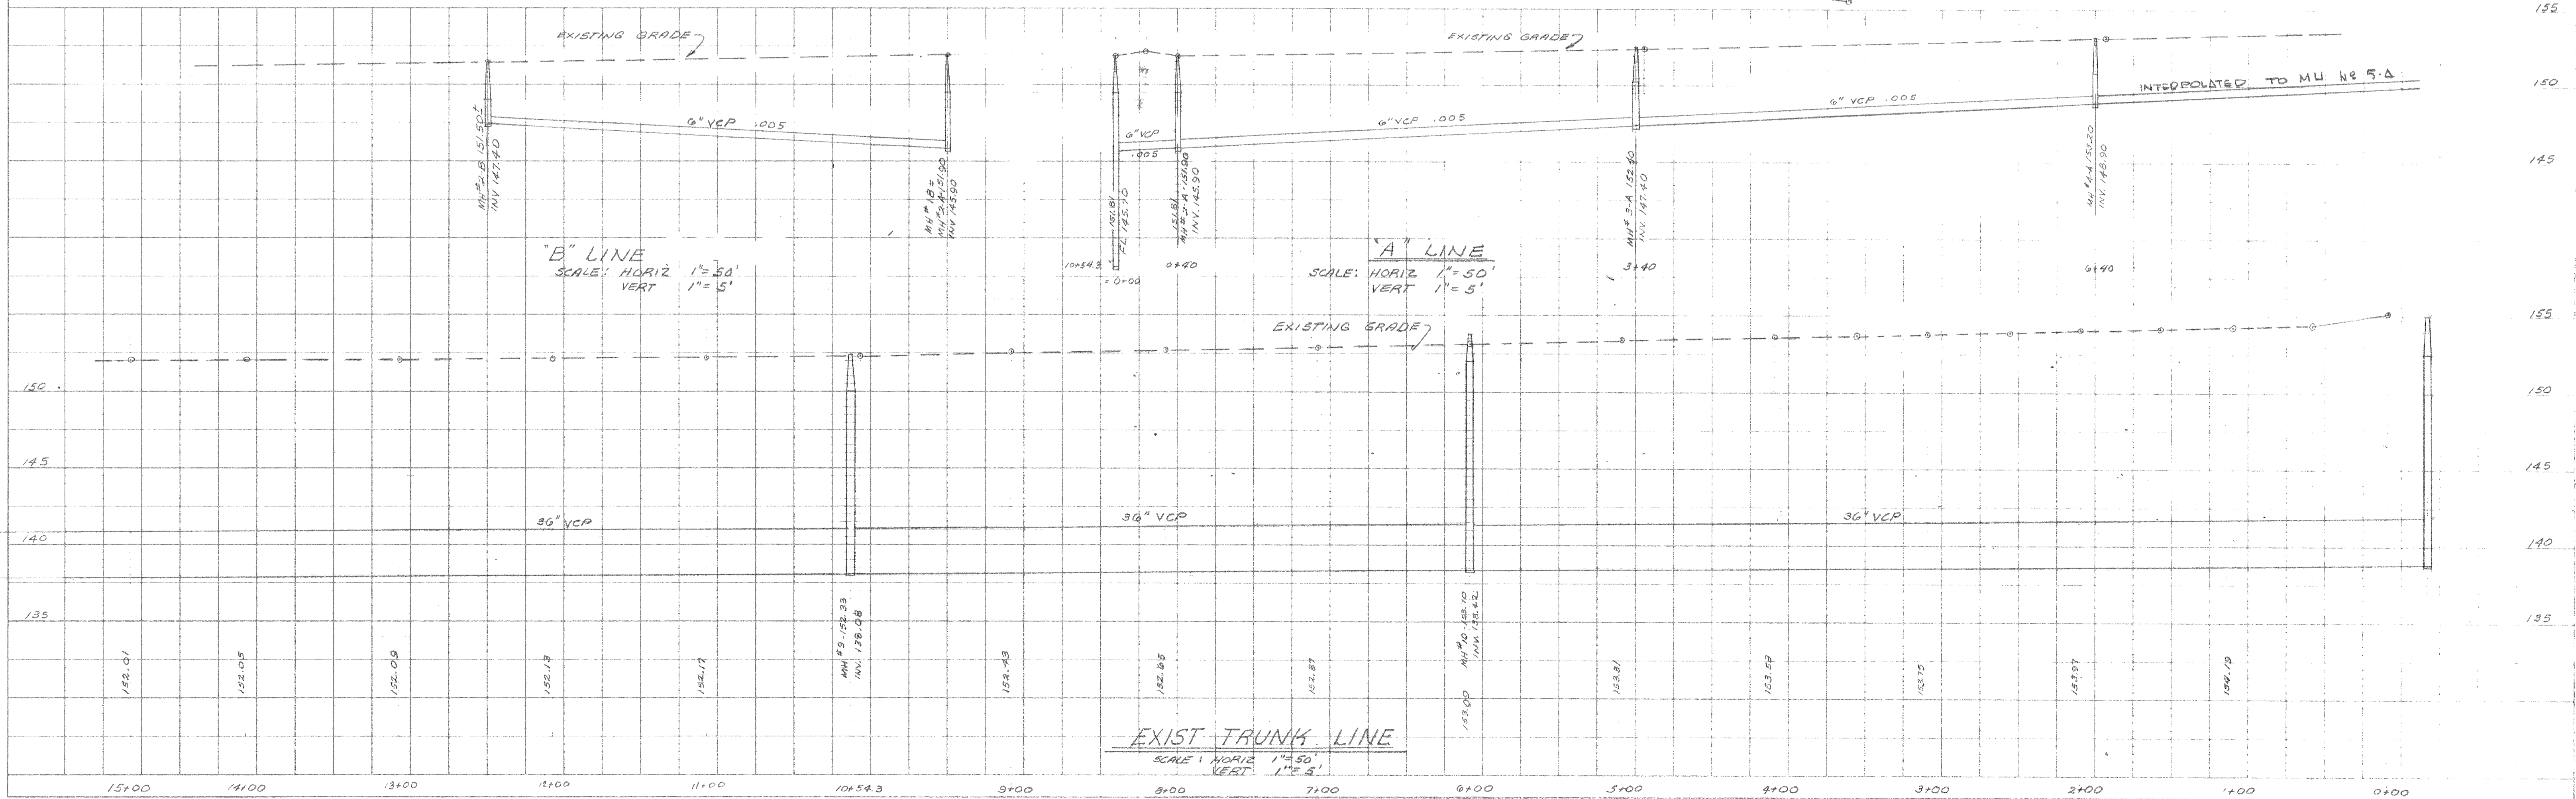 155
EXISTING GRADE
EXISTING GRADE
150
INTERPOLATED TO MH. Nº 5-A
6" VCP .005
6" VCP .005
6" VCP .005
6" VCP
.005
145
MH #2-B 151.50
INV 147.40
MH #1B =
MH #2-A 151.90
INV 145.90
151.81
FL 145.70
151.81
MH #2-A-151.90
INV. 145.90
MH #3-A 152.40
INV. 147.40
MH #4-A 153.20
INV. 148.90
"B" LINE
SCALE: HORIZ 1"=50'
VERT 1"=5'
10+54.3
= 0+00
0+40
"A" LINE
SCALE: HORIZ 1"=50'
VERT 1"=5'
3+40
6+40
EXISTING GRADE
155
150
150
145
145
36" VCP
36" VCP
36" VCP
140
140
135
135
152.01
152.05
152.09
152.13
152.17
MH #9-152.33
INV. 138.08
152.43
152.65
152.87
153.09
MH #10-153.70
INV. 138.42
153.31
153.53
153.75
153.97
154.19
EXIST TRUNK LINE
SCALE: HORIZ 1"=50'
VERT 1"=5'
15+00
14+00
13+00
12+00
11+00
10+54.3
9+00
8+00
7+00
6+00
5+00
4+00
3+00
2+00
1+00
0+00